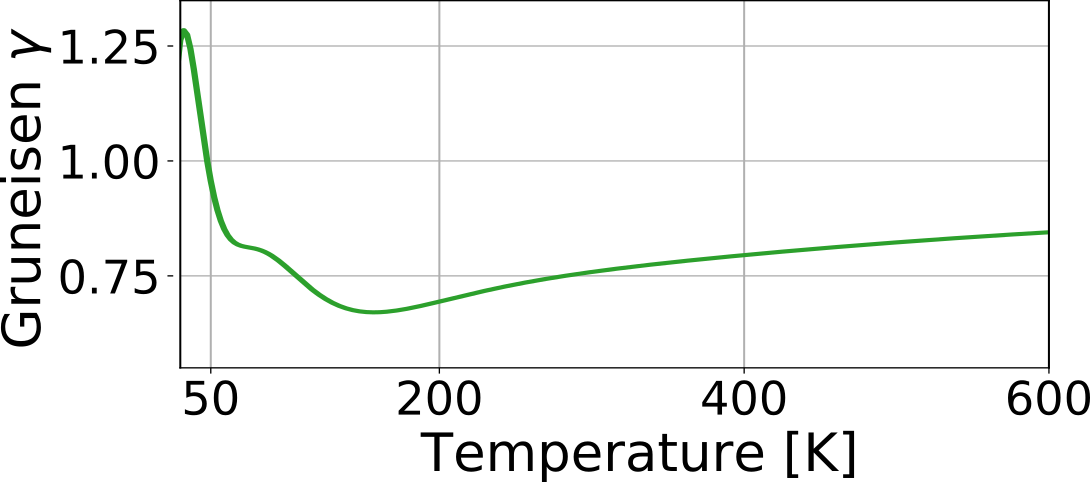 Gruneisen γ
1.25
1.00
0.75
50 200 400 600
Temperature [K]